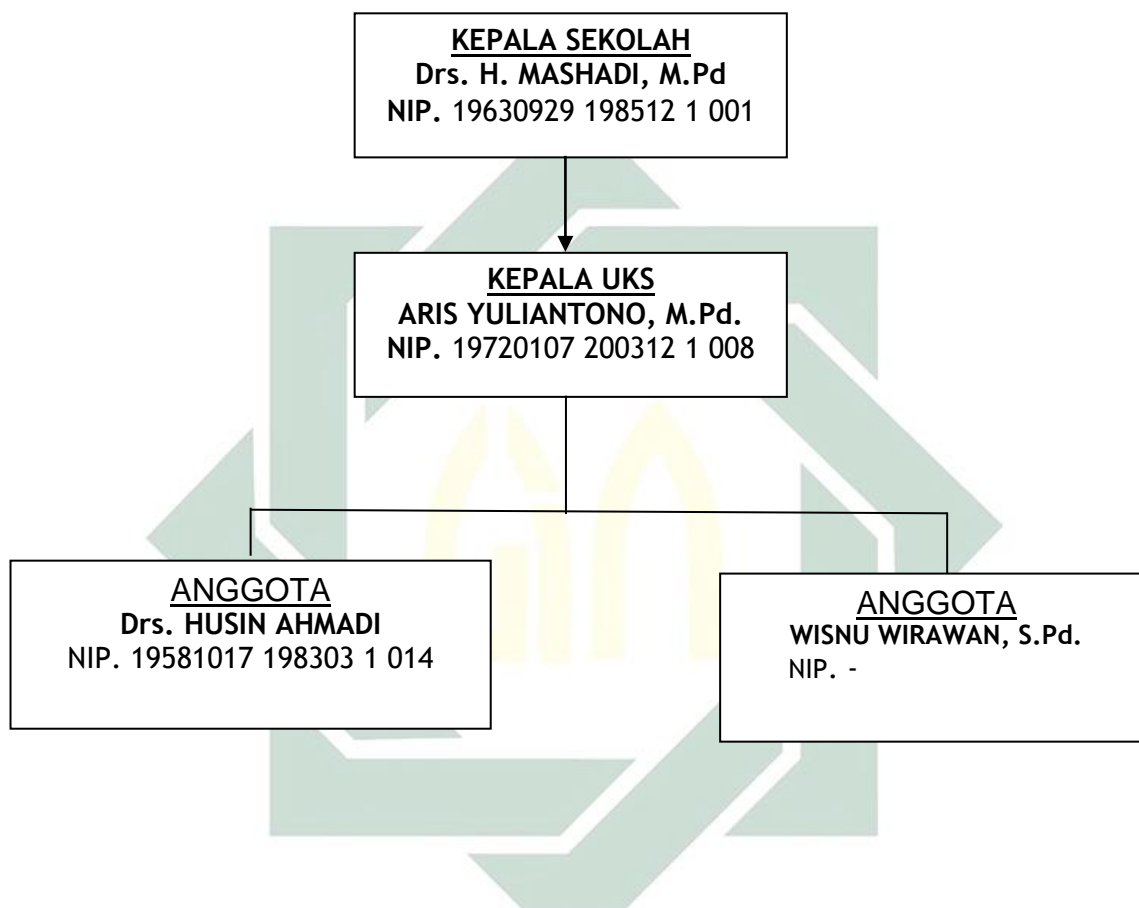 KEPALA SEKOLAH
Drs. H. MASHADI, M.Pd
NIP. 19630929 198512 1 001
KEPALA UKS
ARIS YULIANTONO, M.Pd.
NIP. 19720107 200312 1 008
ANGGOTA
Drs. HUSIN AHMADI
NIP. 19581017 198303 1 014
ANGGOTA
WISNU WIRAWAN, S.Pd.
NIP. -